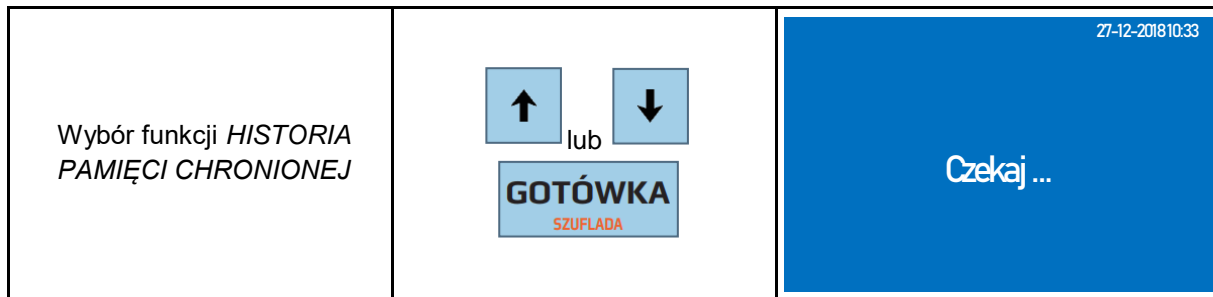 Wybór funkcji HISTORIA
PAMIĘCI CHRONIONEJ
lub
GOTÓWKA
SZUFLADA
27-12-2018 10:33
Czekaj ...